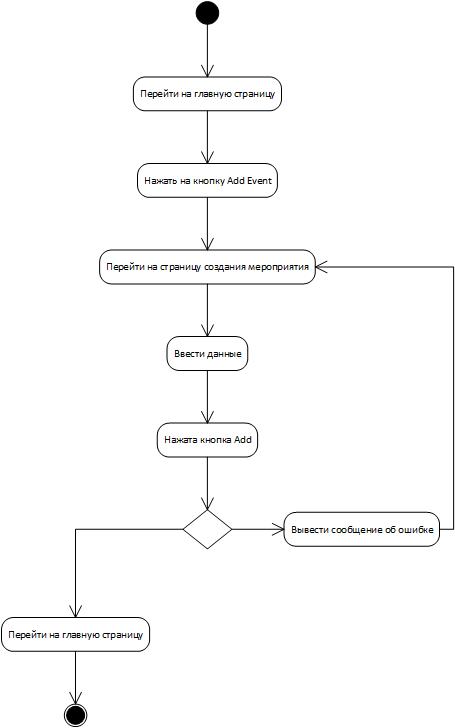 Перейти на главную страницу
Нажать на кнопку Add Event
Перейти на страницу создания мероприятия
Ввести данные
Нажата кнопка Add
Вывести сообщение об ошибке
Перейти на главную страницу